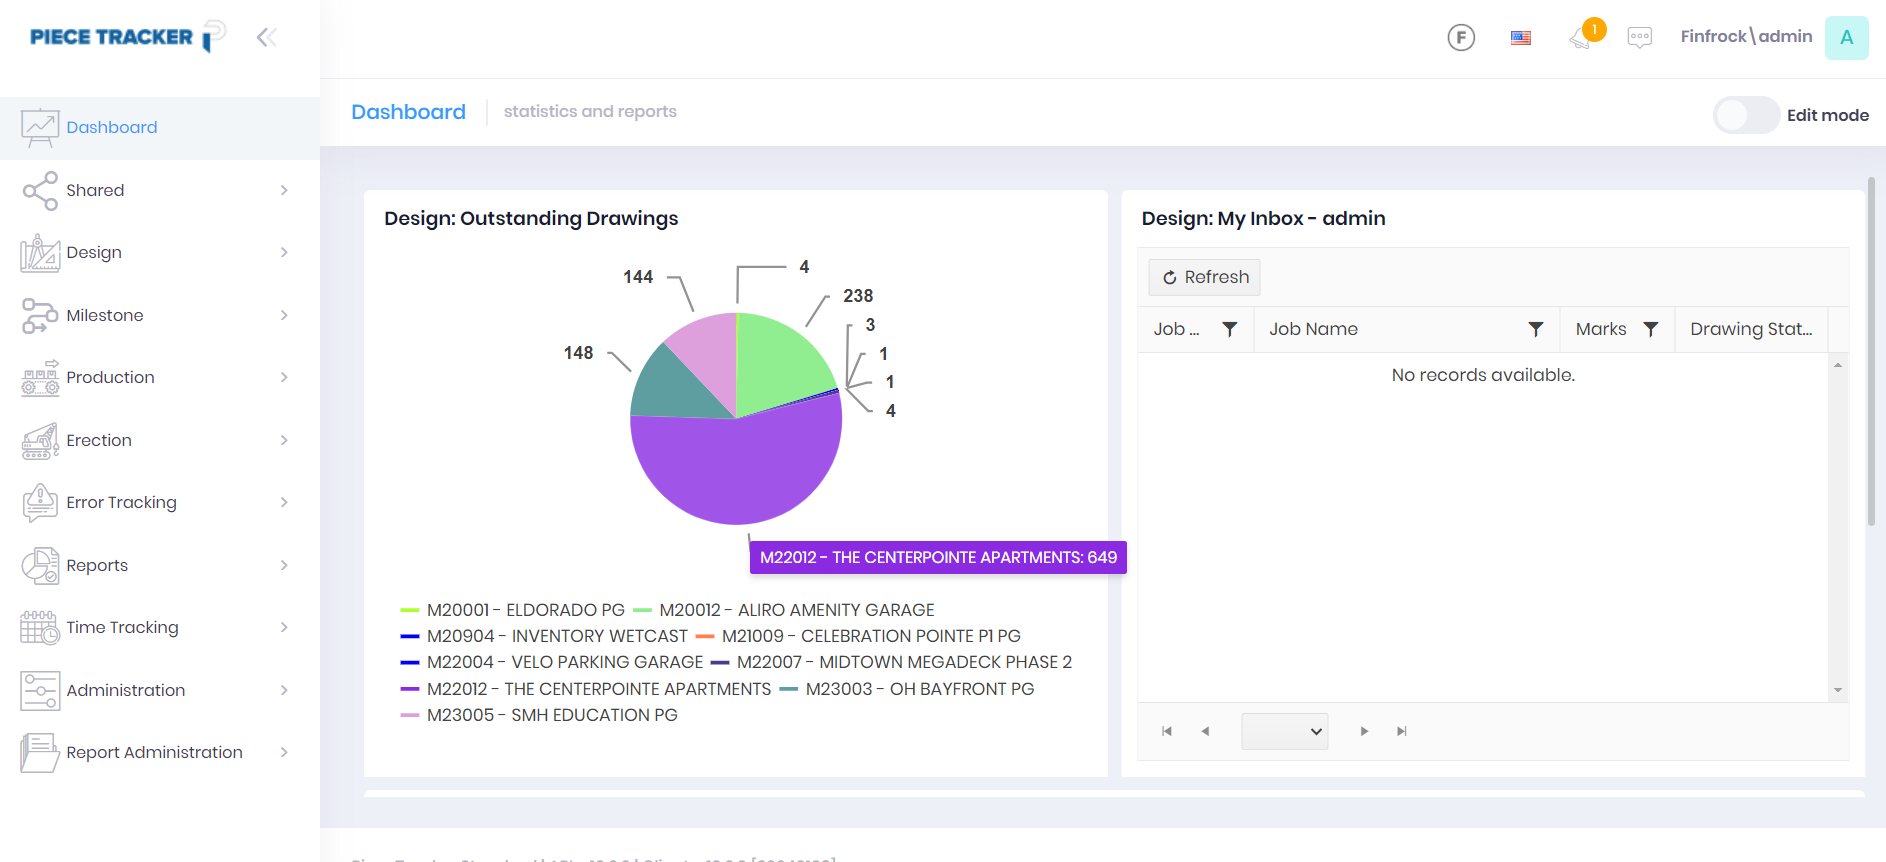 PIECE TRACKER
F
1
Finfrock\admin
A
Dashboard
statistics and reports
Edit mode
Dashboard
Shared
Design
Milestone
Production
Erection
Error Tracking
Reports
Time Tracking
Administration
Report Administration
Design: Outstanding Drawings
4
144
238
3
148
1
1
4
M22012 - THE CENTERPOINTE APARTMENTS: 649
M20001 - ELDORADO PG M20012 - ALIRO AMENITY GARAGE
M20904 - INVENTORY WETCAST M21009 - CELEBRATION POINTE P1 PG
M22004 - VELO PARKING GARAGE M22007 - MIDTOWN MEGADECK PHASE 2
M22012 - THE CENTERPOINTE APARTMENTS M23003 - OH BAYFRONT PG
M23005 - SMH EDUCATION PG
Design: My Inbox - admin
Refresh
Job ... Job Name Marks Drawing Stat...
No records available.